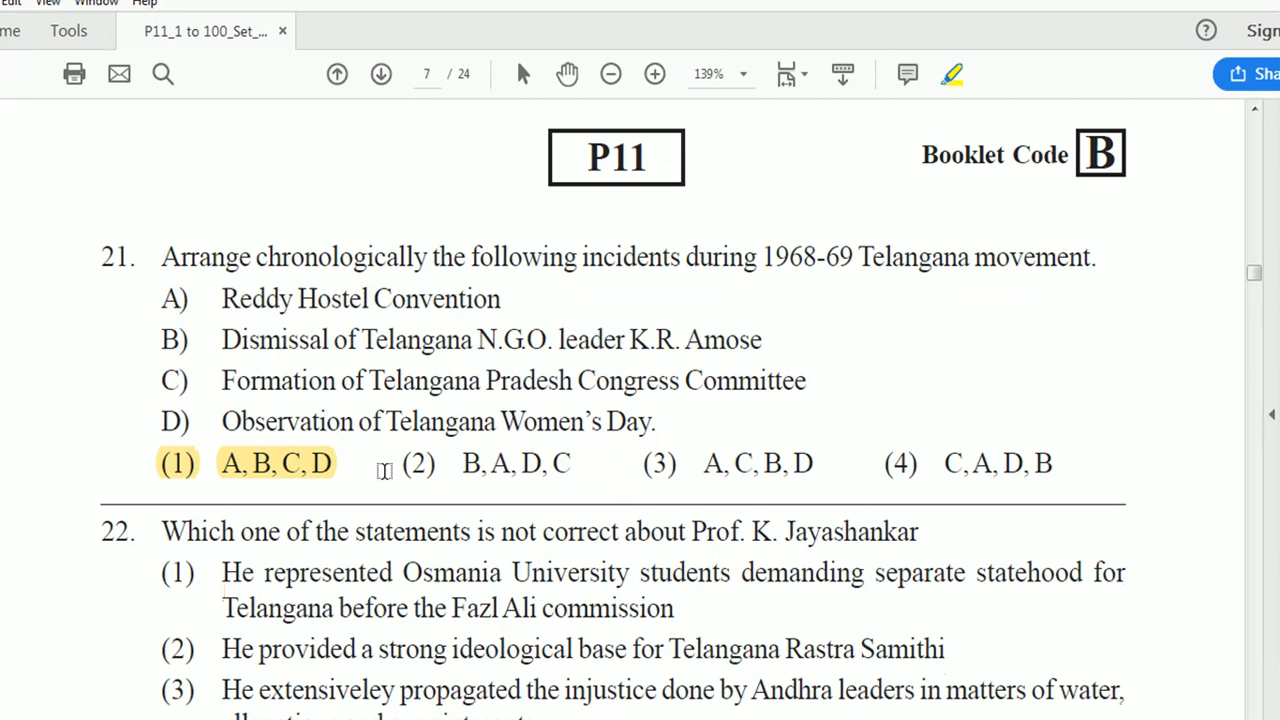 Edit View Window Help
me Tools P11_1 to 100_Set_... × ? Sign
7 / 24 139% Sha
P11
Booklet Code B
21. Arrange chronologically the following incidents during 1968-69 Telangana movement.
A) Reddy Hostel Convention
B) Dismissal of Telangana N.G.O. leader K.R. Amose
C) Formation of Telangana Pradesh Congress Committee
D) Observation of Telangana Women's Day.
(1) A, B, C, D (2) B, A, D, C (3) A, C, B, D (4) C, A, D, B
22. Which one of the statements is not correct about Prof. K. Jayashankar
(1) He represented Osmania University students demanding separate statehood for
Telangana before the Fazl Ali commission
(2) He provided a strong ideological base for Telangana Rastra Samithi
(3) He extensiveley propagated the injustice done by Andhra leaders in matters of water,